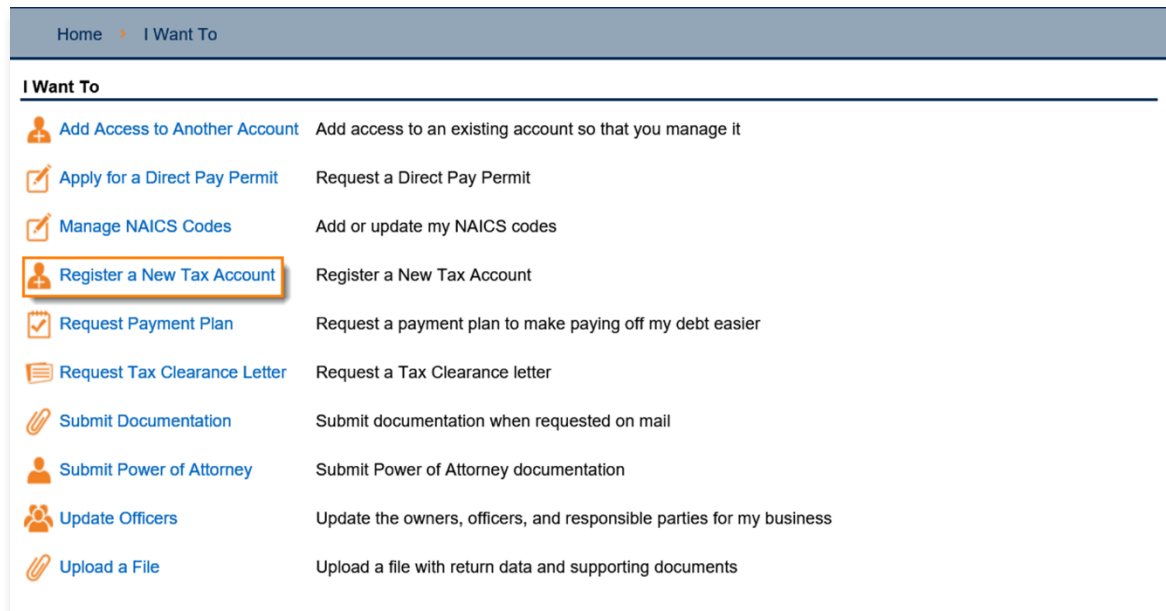 Home I Want To
I Want To
Add Access to Another Account Add access to an existing account so that you manage it
Apply for a Direct Pay Permit Request a Direct Pay Permit
Manage NAICS Codes Add or update my NAICS codes
Register a New Tax Account Register a New Tax Account
Request Payment Plan Request a payment plan to make paying off my debt easier
Request Tax Clearance Letter Request a Tax Clearance letter
Submit Documentation Submit documentation when requested on mail
Submit Power of Attorney Submit Power of Attorney documentation
Update Officers Update the owners, officers, and responsible parties for my business
Upload a File Upload a file with return data and supporting documents